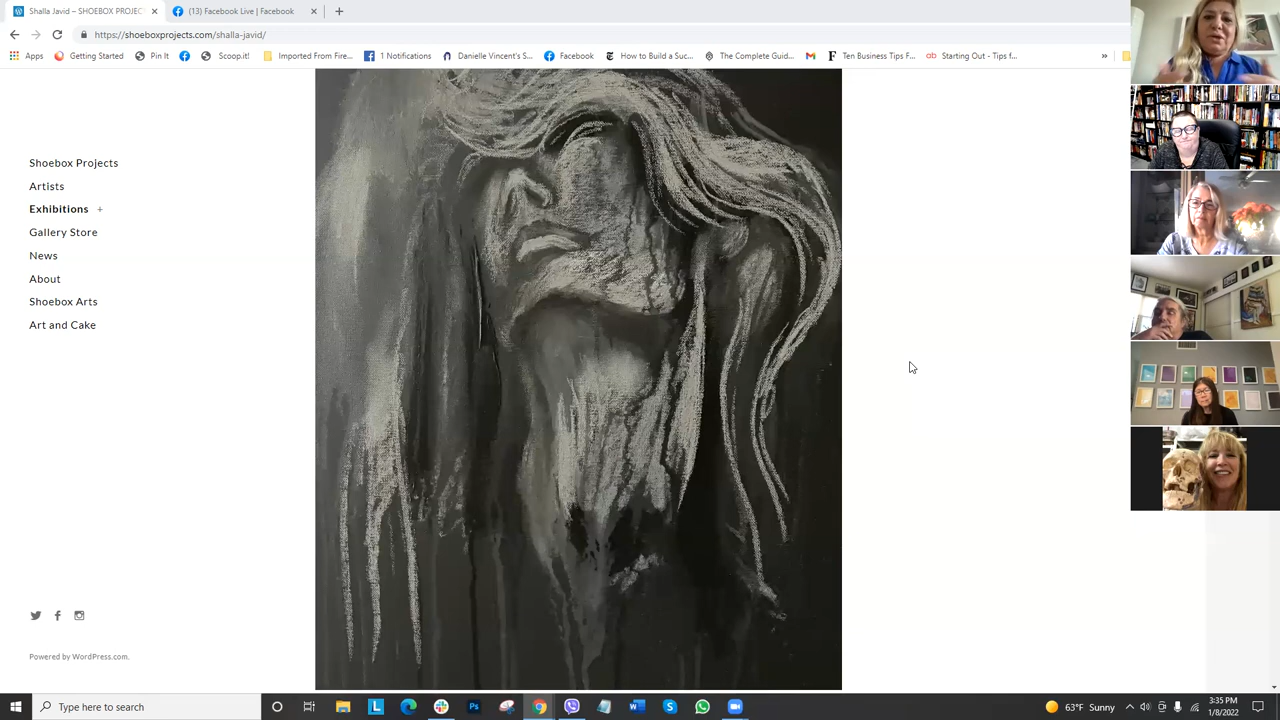 Shalla Javid – SHOEBOX PROJEC
(13) Facebook Live | Facebook
https://shoeboxprojects.com/shalla-javid/
Apps Getting Started Pin It Scoop.it! Imported From Fire... 1 Notifications Danielle Vincent's S... Facebook How to Build a Suc... The Complete Guid... Ten Business Tips F... Starting Out - Tips f... »
Shoebox Projects
Artists
Exhibitions +
Gallery Store
News
About
Shoebox Arts
Art and Cake
Powered by WordPress.com.
Type here to search
63°F Sunny
3:35 PM
1/8/2022